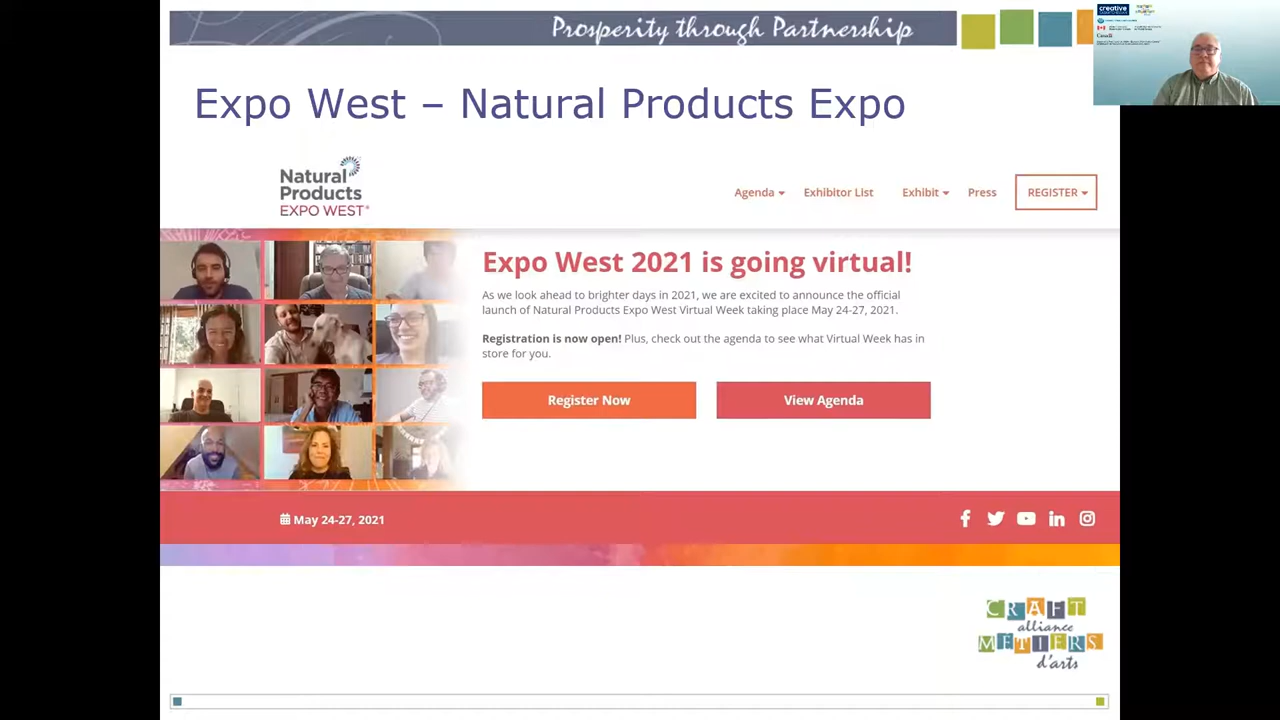 Prosperity through Partnership
creative
Expo West – Natural Products Expo
Natural
Products
EXPO WEST®
Agenda
Exhibitor List
Exhibit
Press
REGISTER
Expo West 2021 is going virtual!
As we look ahead to brighter days in 2021, we are excited to announce the official
launch of Natural Products Expo West Virtual Week taking place May 24-27, 2021.
Registration is now open! Plus, check out the agenda to see what Virtual Week has in
store for you.
Register Now
View Agenda
May 24-27, 2021
CRAFT
alliance
METIERS
d'arts